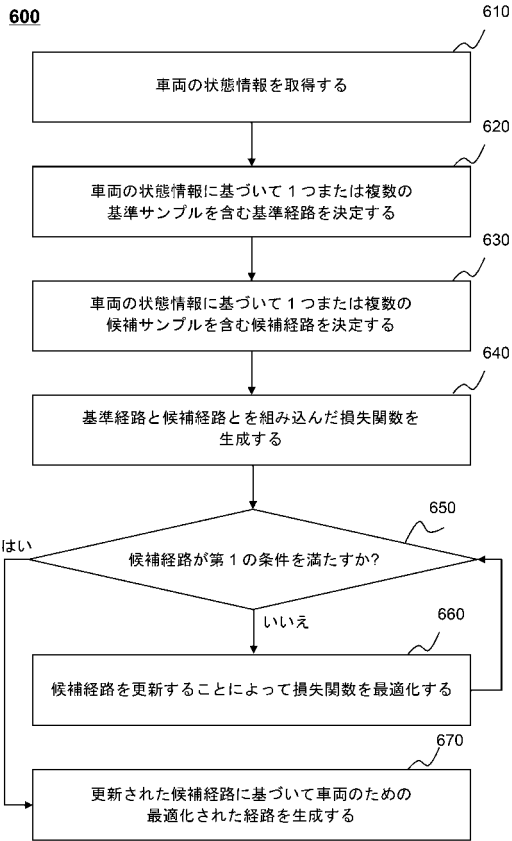 600
610
車両の状態情報を取得する
620
車両の状態情報に基づいて1つまたは複数の
基準サンプルを含む基準経路を決定する
630
車両の状態情報に基づいて1つまたは複数の
候補サンプルを含む候補経路を決定する
640
基準経路と候補経路とを組み込んだ損失関数を
生成する
650
はい
候補経路が第1の条件を満たすか?
いいえ
660
候補経路を更新することによって損失関数を最適化する
670
更新された候補経路に基づいて車両のための
最適化された経路を生成する